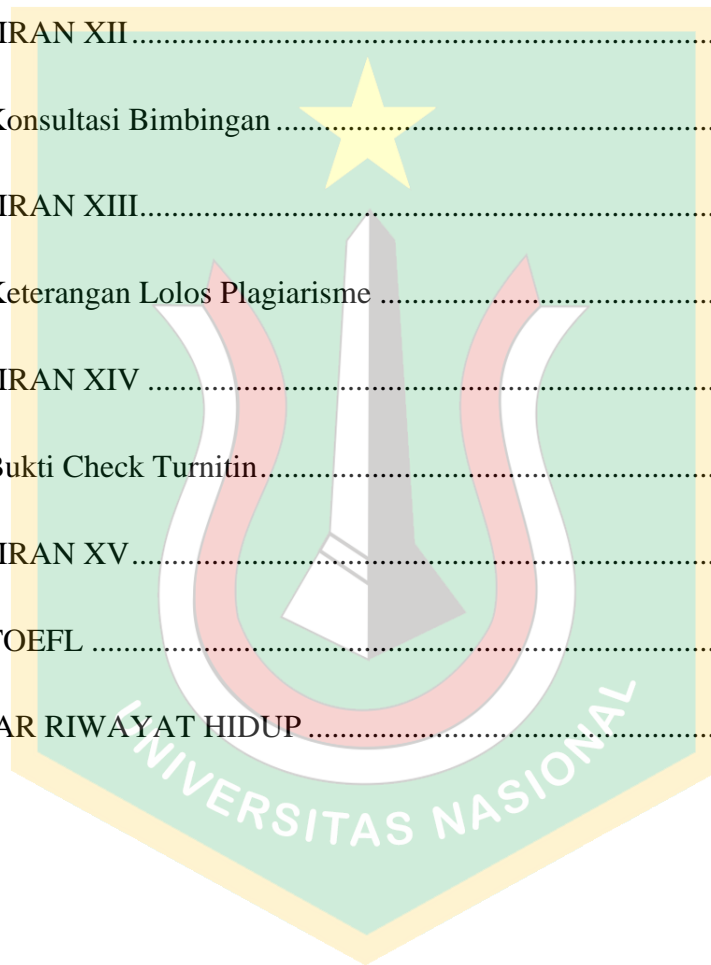 IRAN XII
Konsultasi Bimbingan
IRAN XIII
Keterangan Lolos Plagiarisme
IRAN XIV
Bukti Check Turnitin
IRAN XV
TOEFL
AR RIWAYAT HIDUP
UNIVERSITAS NASIONAL